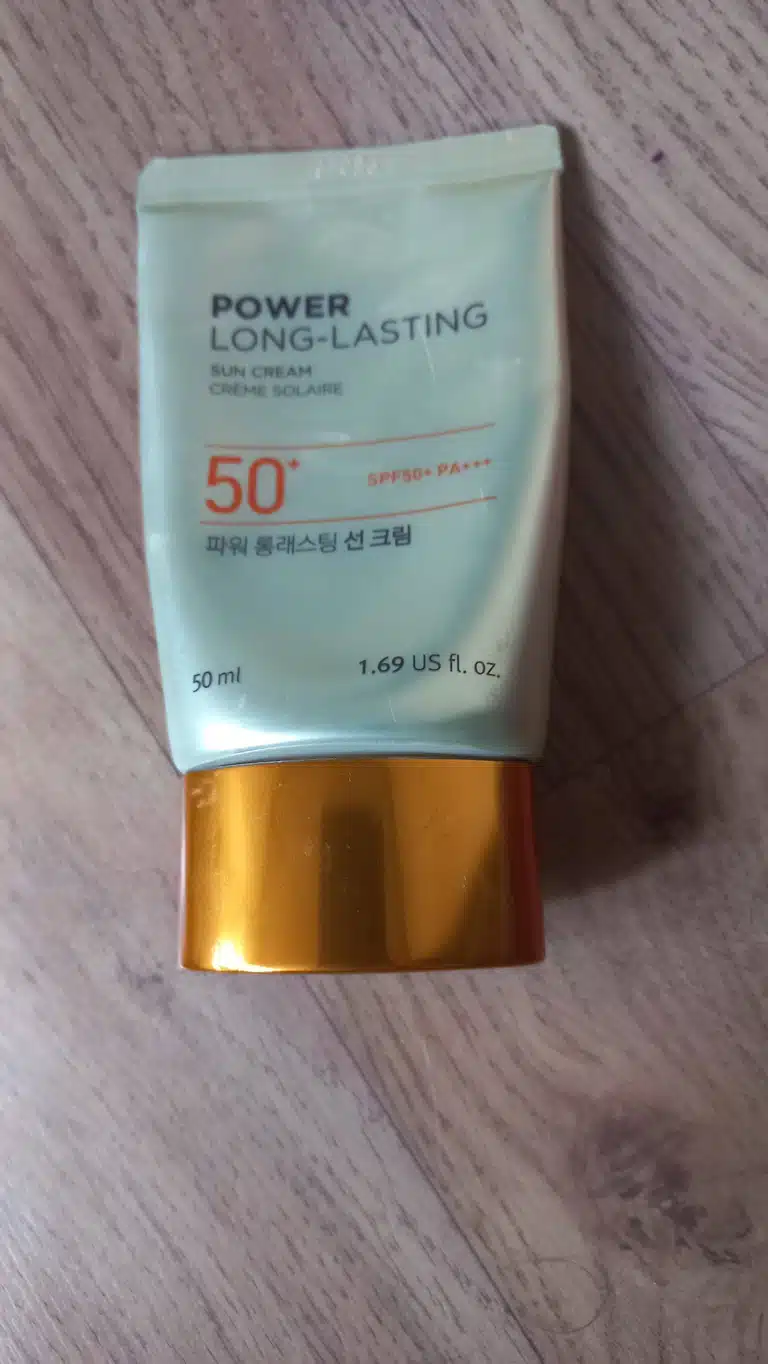 POWER
LONG-LASTING
SUN CREAM
CRÈME SOLAIRE
50+ SPF50+ PA+++
파워 롱래스팅 선 크림
50 ml 1.69 US fl. oz.